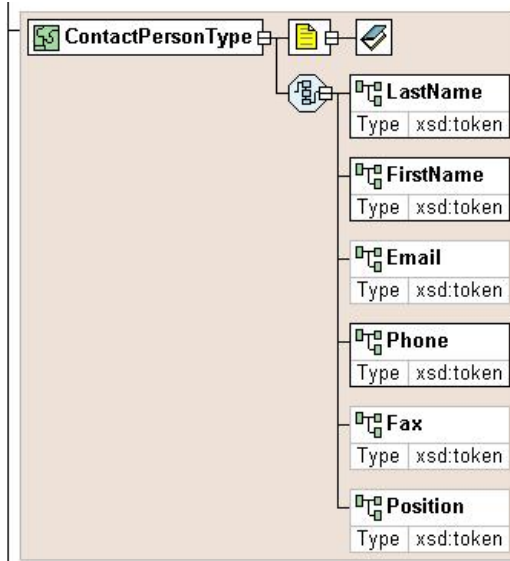 ContactPersonType
LastName
Type xsd:token
FirstName
Type xsd:token
Email
Type xsd:token
Phone
Type xsd:token
Fax
Type xsd:token
Position
Type xsd:token